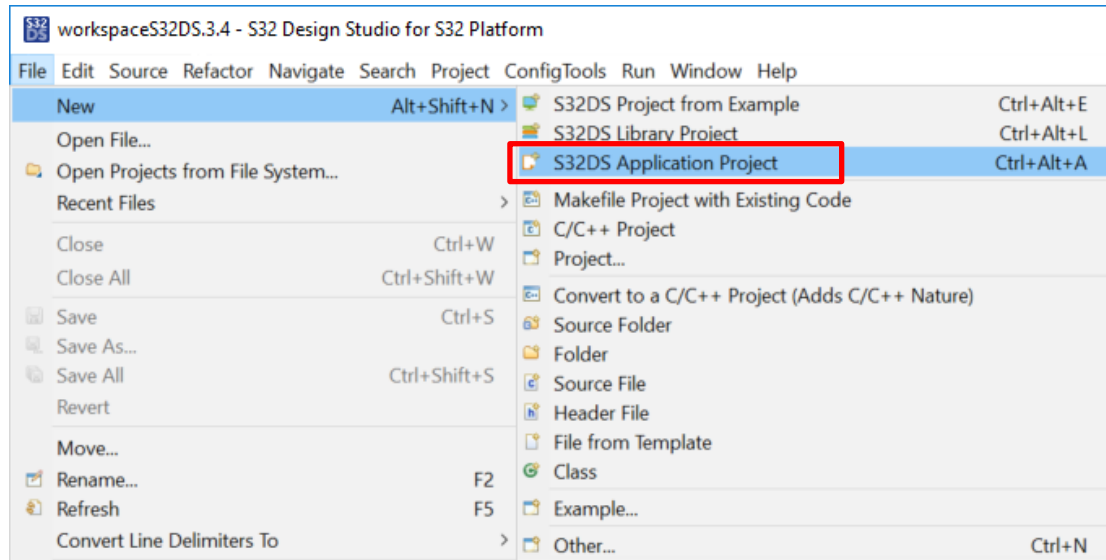 S32 DS workspaceS32DS.3.4 - S32 Design Studio for S32 Platform
File Edit Source Refactor Navigate Search Project ConfigTools Run Window Help
New Alt+Shift+N >
Open File...
Open Projects from File System...
Recent Files >
Close Ctrl+W
Close All Ctrl+Shift+W
Save Ctrl+S
Save As...
Save All Ctrl+Shift+S
Revert
Move...
Rename... F2
Refresh F5
Convert Line Delimiters To >
S32DS Project from Example Ctrl+Alt+E
S32DS Library Project Ctrl+Alt+L
S32DS Application Project Ctrl+Alt+A
Makefile Project with Existing Code
C/C++ Project
Project...
Convert to a C/C++ Project (Adds C/C++ Nature)
Source Folder
Folder
Source File
Header File
File from Template
Class
Example...
Other... Ctrl+N